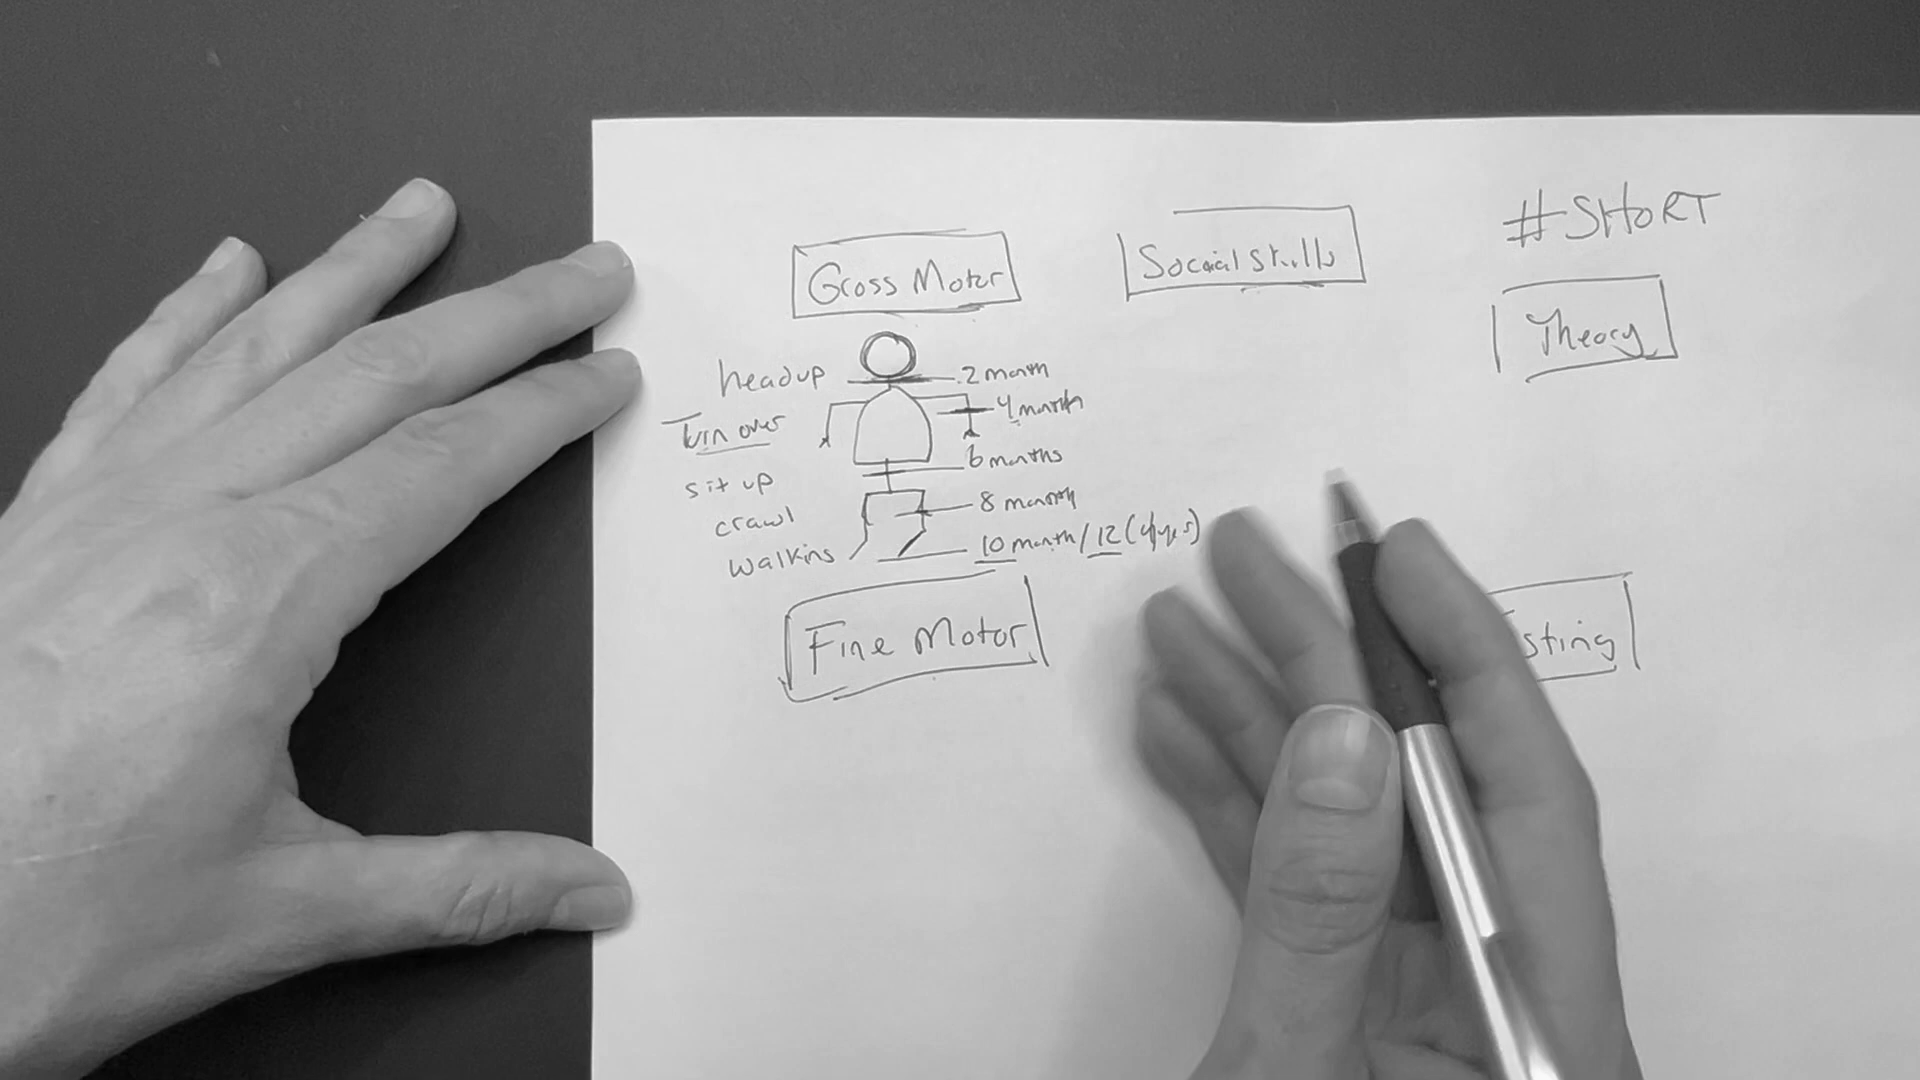 #SHORT
Gross Motor
Social Skills
Theory
head up 2 month
Turn over 4 month
sit up 6 months
crawl 8 month
walkins 10 month / 12
Fine Motor
sting